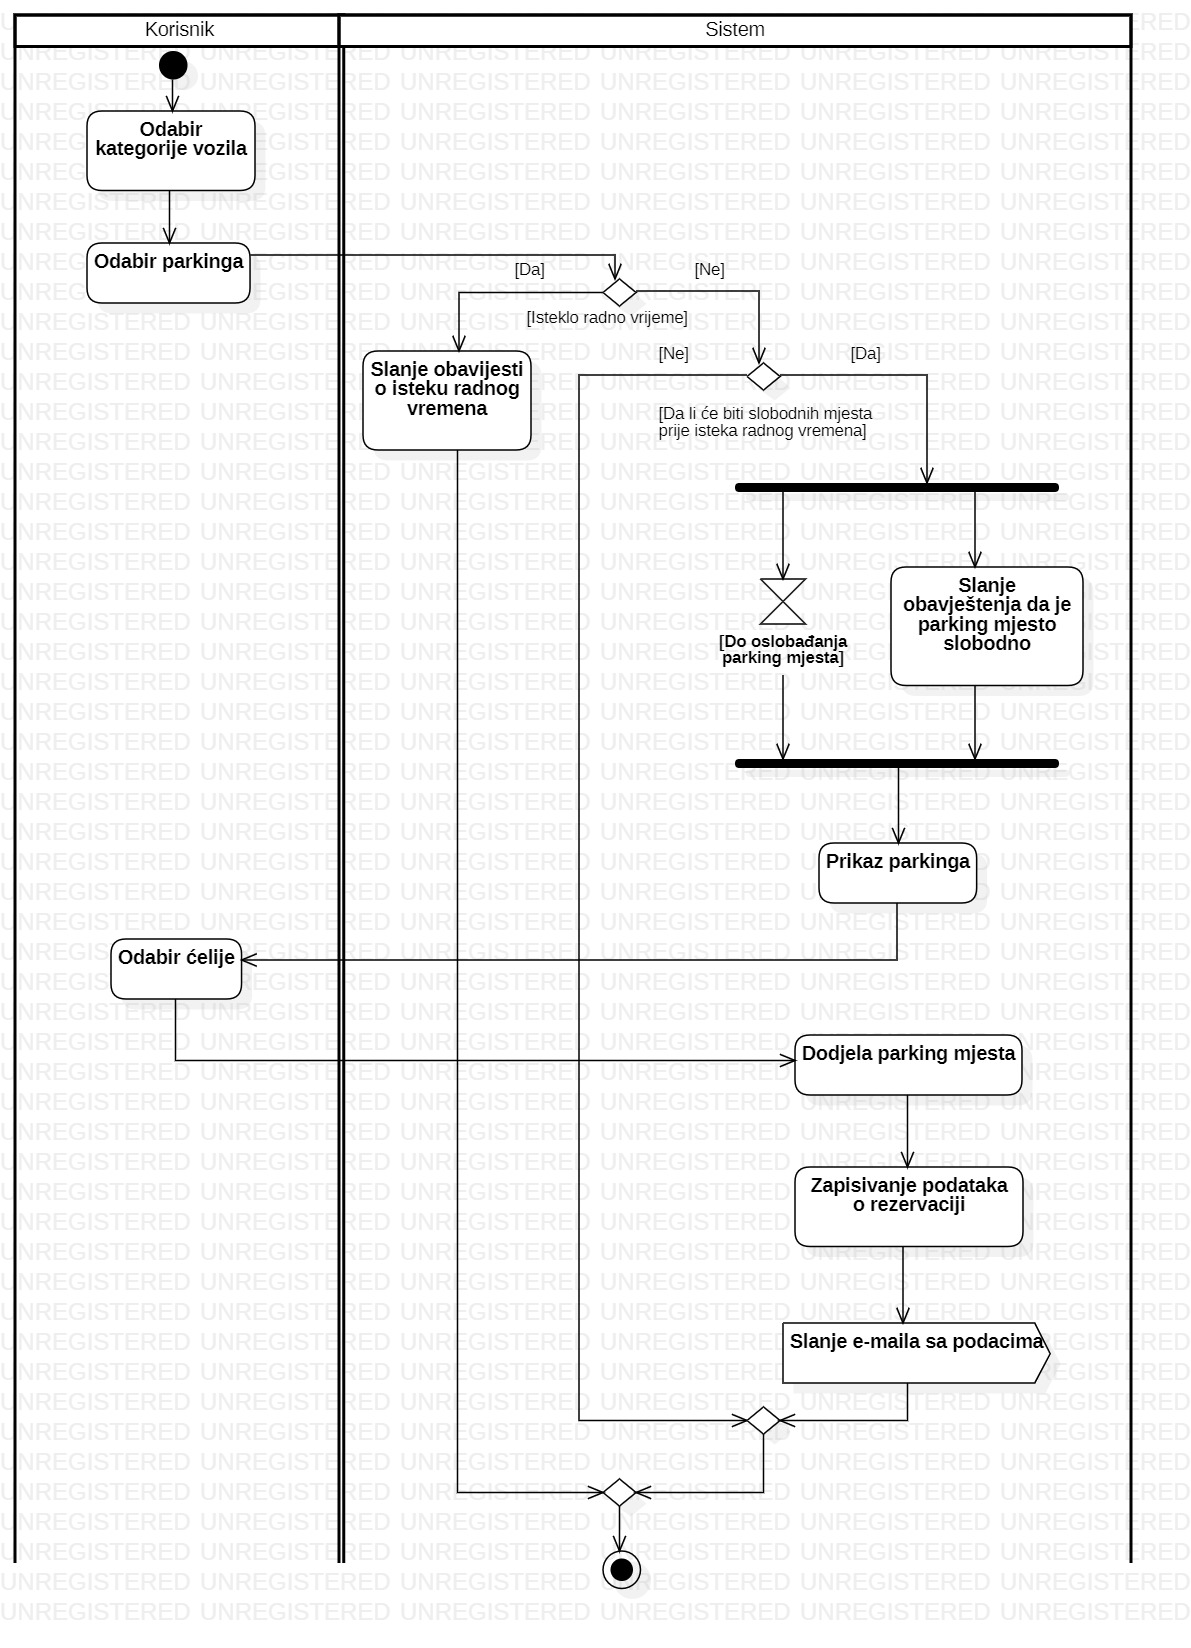 Korisnik
Sistem
Odabir
kategorije vozila
Odabir parkinga
[Da]
[Ne]
[Isteklo radno vrijeme]
Slanje obavijesti
o isteku radnog
vremena
[Ne]
[Da]
[Da li će biti slobodnih mjesta
prije isteka radnog vremena]
Slanje
obavještenja da je
parking mjesto
slobodno
[Do oslobađanja
parking mjesta]
Prikaz parkinga
Odabir ćelije
Dodjela parking mjesta
Zapisivanje podataka
o rezervaciji
Slanje e-maila sa podacima
UNREGISTERED UNREGISTERED UNREGISTERED UNREGISTERED UNREGISTERED UNREGISTERED